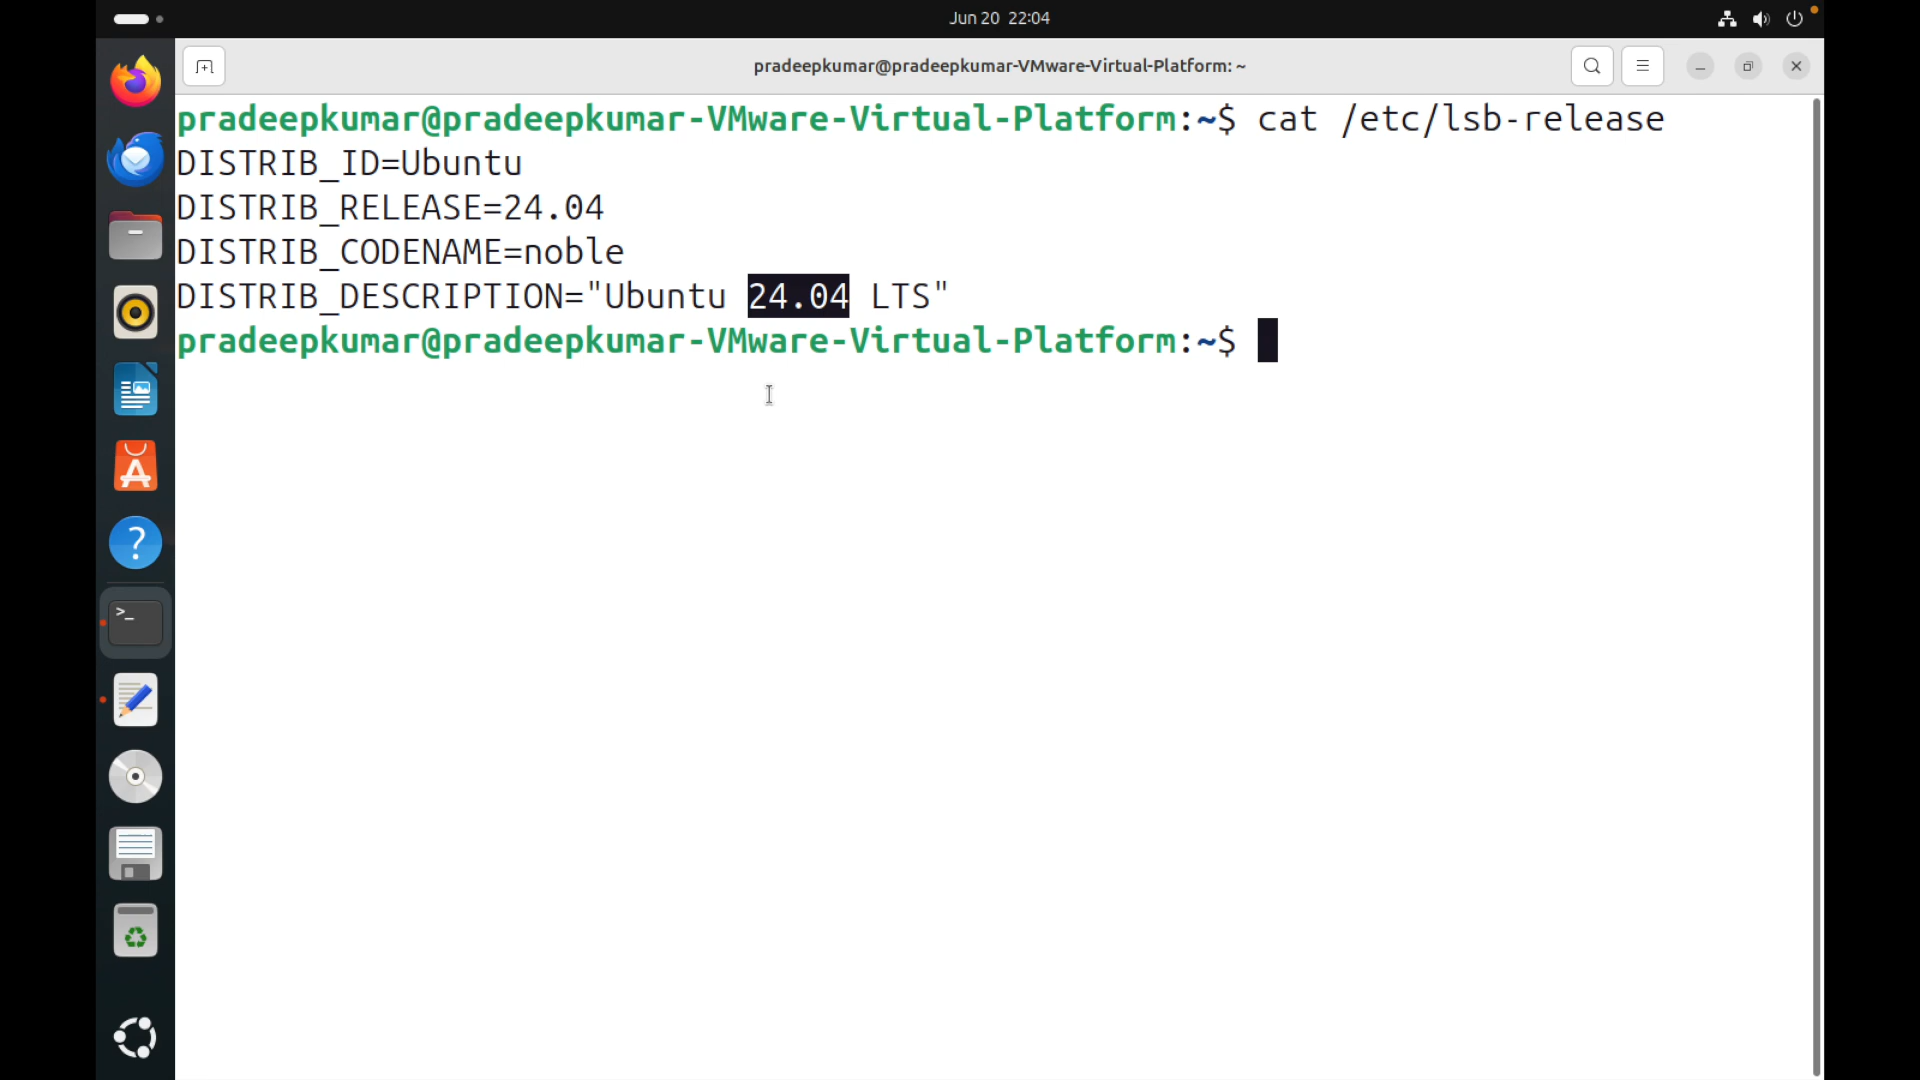 Jun 20 22:04
pradeepkumar@pradeepkumar-VMware-Virtual-Platform: ~
pradeepkumar@pradeepkumar-VMware-Virtual-Platform:~$ cat /etc/lsb-release
DISTRIB_ID=Ubuntu
DISTRIB_RELEASE=24.04
DISTRIB_CODENAME=noble
DISTRIB_DESCRIPTION="Ubuntu 24.04 LTS"
pradeepkumar@pradeepkumar-VMware-Virtual-Platform:~$